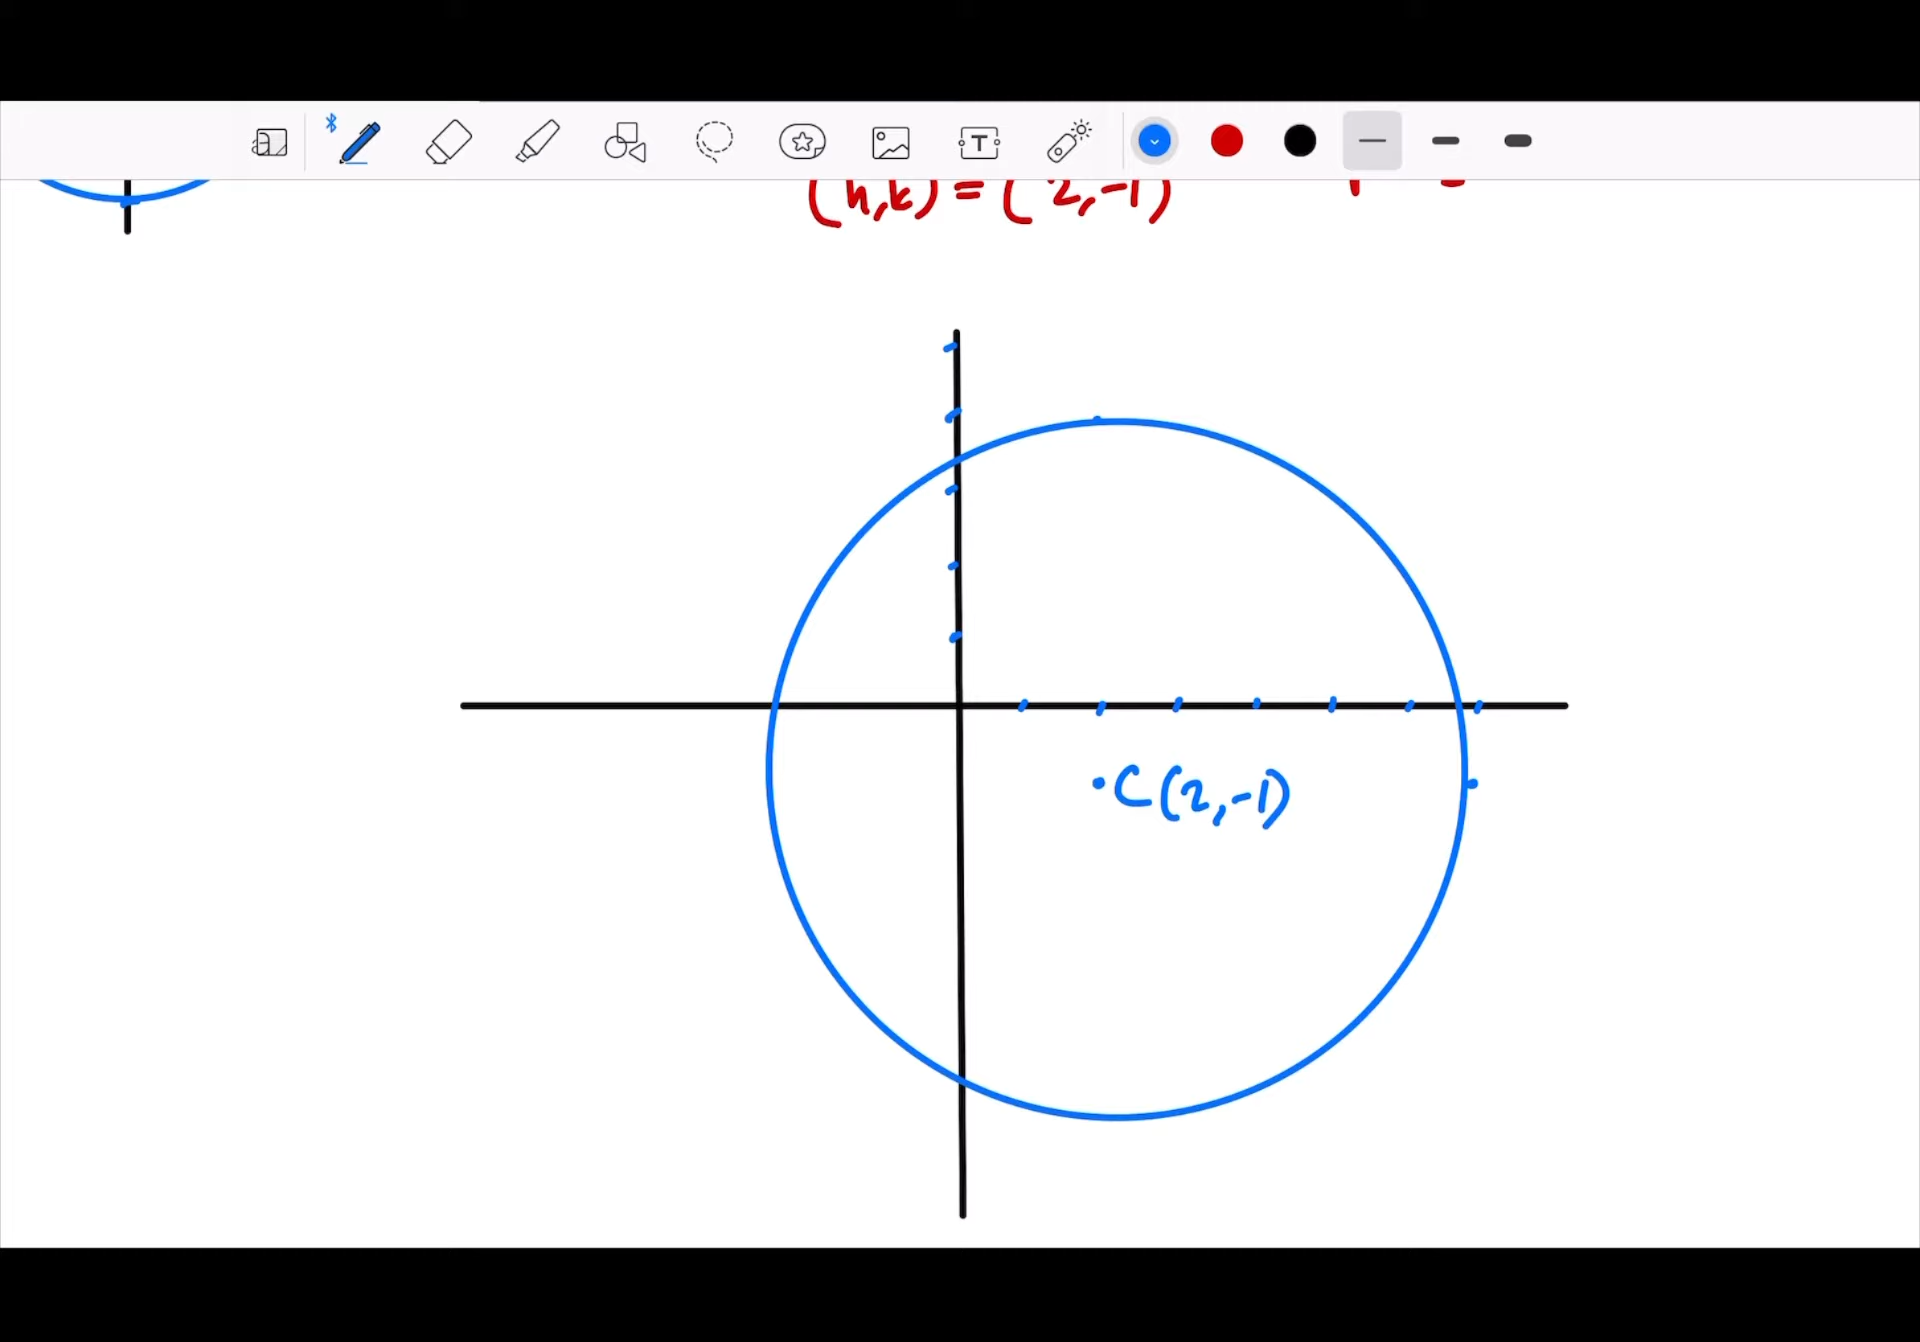 (h,k) = (2,-1)
C(2,-1)